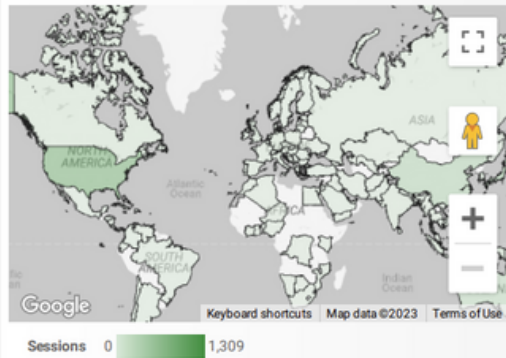 ASIA
NORTH
AMERICA
Atlantic
Ocean
AFRICA
SOUTH
AMERICA
Indian
Ocean
Google
Keyboard shortcuts
Map data ©2023
Terms of Use
Sessions 0 1,309